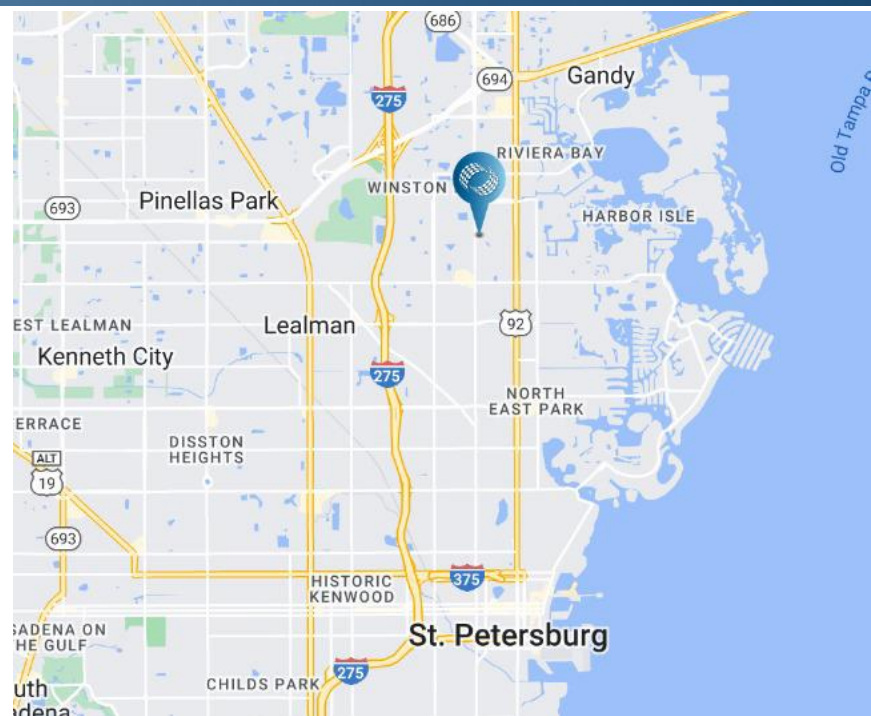 686
694
Gandy
275
Old Tampa
RIVIERA BAY
WINSTON
693
Pinellas Park
HARBOR ISLE
EST LEALMAN
Lealman
92
Kenneth City
275
NORTH
EAST PARK
ERRACE
DISSTON
HEIGHTS
ALT
19
693
HISTORIC
KENWOOD
375
SADENA ON
HE GULF
St. Petersburg
275
CHILDS PARK
uth
adena